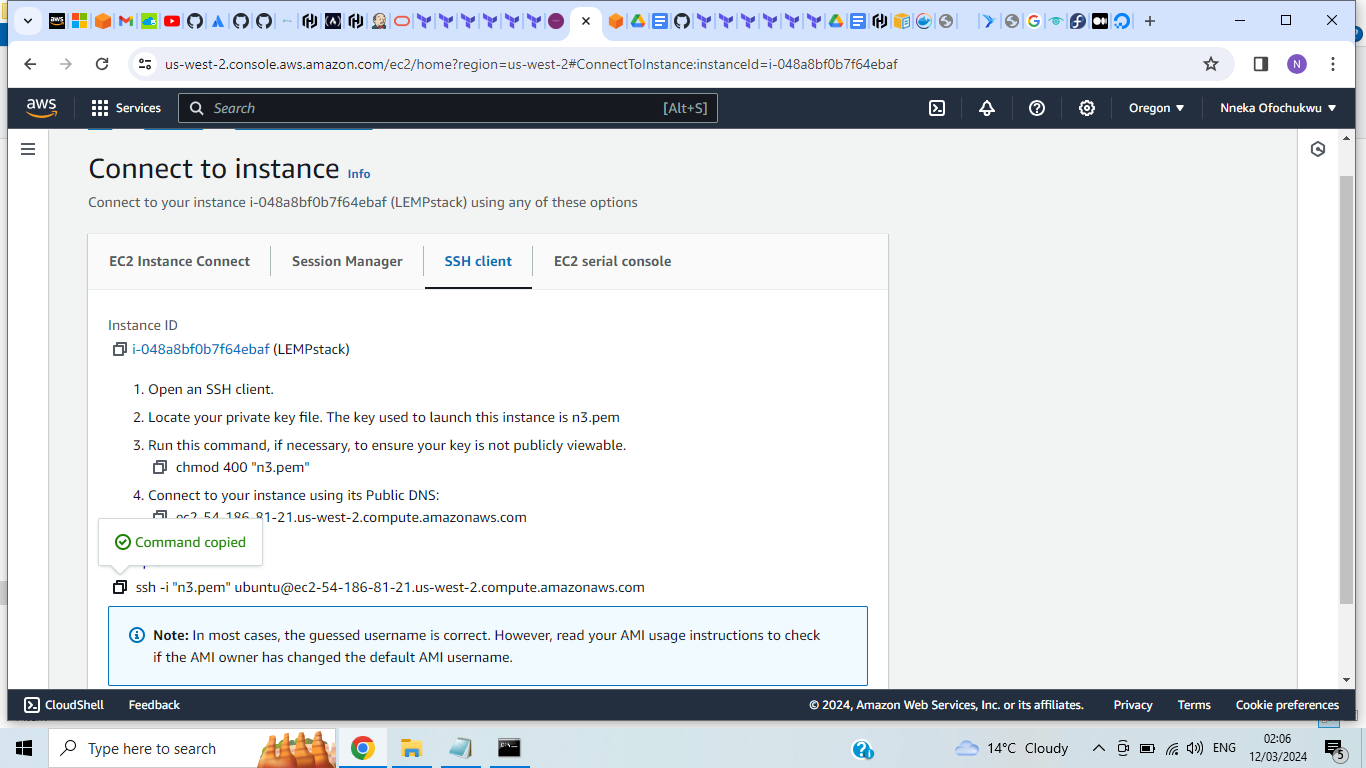 us-west-2.console.aws.amazon.com/ec2/home?region=us-west-2#ConnectToInstance:instanceId=i-048a8bf0b7f64ebaf
N
aws
Services
Search
[Alt+S]
Oregon
Nneka Ofochukwu
Connect to instance
Info
Connect to your instance i-048a8bf0b7f64ebaf (LEMPstack) using any of these options
EC2 Instance Connect
Session Manager
SSH client
EC2 serial console
Instance ID
i-048a8bf0b7f64ebaf (LEMPstack)
1. Open an SSH client.
2. Locate your private key file. The key used to launch this instance is n3.pem
3. Run this command, if necessary, to ensure your key is not publicly viewable.
chmod 400 "n3.pem"
4. Connect to your instance using its Public DNS:
ec2-54-186-81-21.us-west-2.compute.amazonaws.com
Command copied
ssh -i "n3.pem" ubuntu@ec2-54-186-81-21.us-west-2.compute.amazonaws.com
Note: In most cases, the guessed username is correct. However, read your AMI usage instructions to check
if the AMI owner has changed the default AMI username.
CloudShell
Feedback
© 2024, Amazon Web Services, Inc. or its affiliates.
Privacy
Terms
Cookie preferences
Type here to search
14°C Cloudy
ENG
02:06
12/03/2024
5